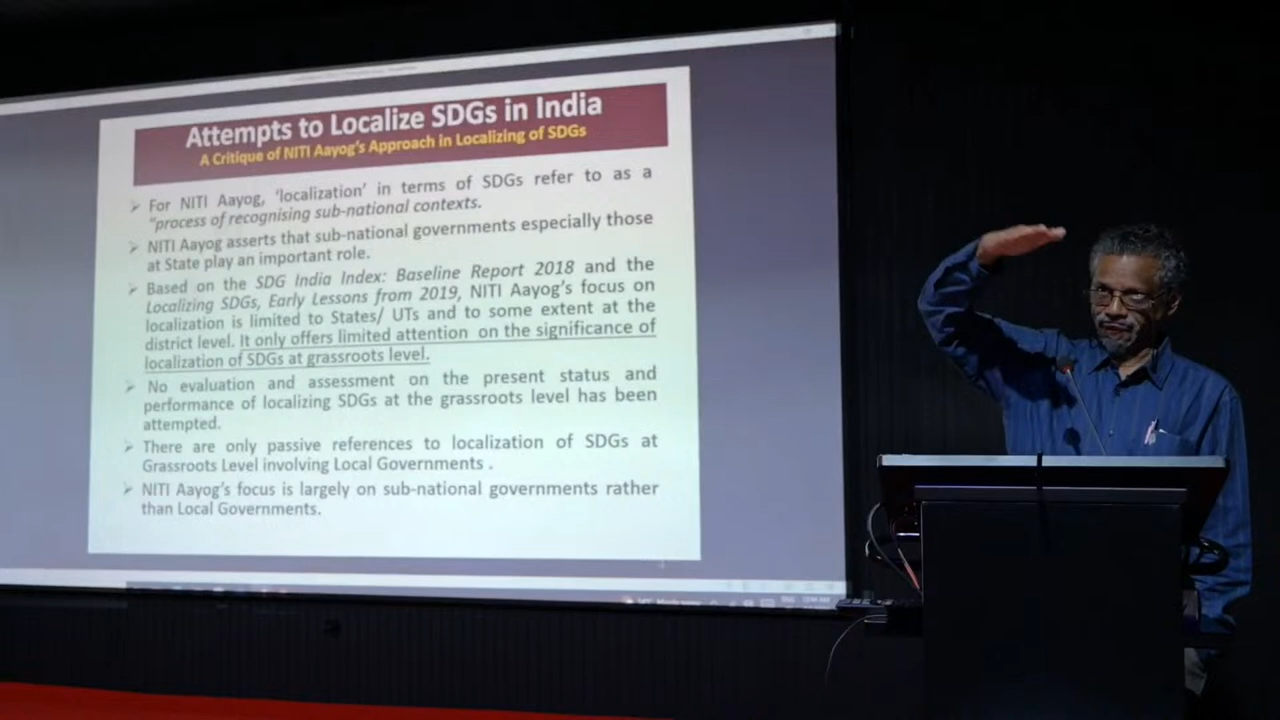 Attempts to Localize SDGs in India
A Critique of NITI Aayog's Approach in Localizing of SDGs
➢ For NITI Aayog, 'localization' in terms of SDGs refer to as a
"process of recognising sub-national contexts.
➢ NITI Aayog asserts that sub-national governments especially those
at State play an important role.
➢ Based on the SDG India Index: Baseline Report 2018 and the
Localizing SDGs, Early Lessons from 2019, NITI Aayog's focus on
localization is limited to States/ UTs and to some extent at the
district level. It only offers limited attention on the significance of
localization of SDGs at grassroots level.
➢ No evaluation and assessment on the present status and
performance of localizing SDGs at the grassroots level has been
attempted.
➢ There are only passive references to localization of SDGs at
Grassroots Level involving Local Governments .
➢ NITI Aayog's focus is largely on sub-national governments rather
than Local Governments.